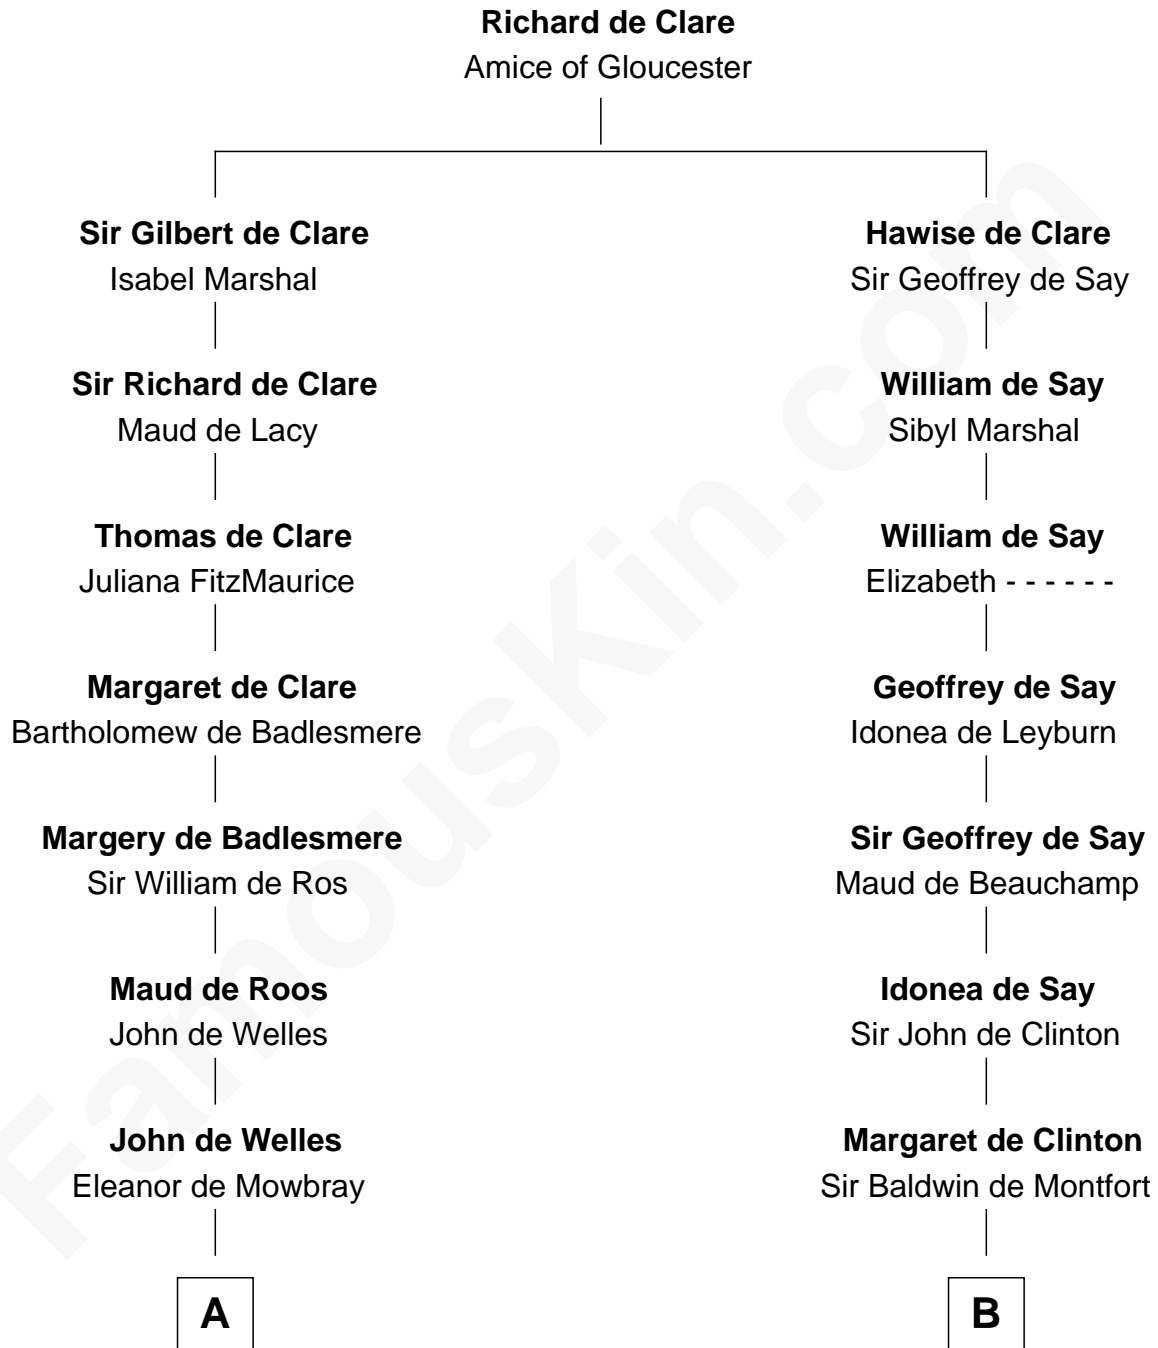 Richard de Clare
Amice of Gloucester
Sir Gilbert de Clare
Isabel Marshal
Hawise de Clare
Sir Geoffrey de Say
Sir Richard de Clare
Maud de Lacy
William de Say
Sibyl Marshal
Thomas de Clare
Juliana FitzMaurice
William de Say
Elizabeth - - - - - -
Margaret de Clare
Bartholomew de Badlesmere
Geoffrey de Say
Idonea de Leyburn
Margery de Badlesmere
Sir William de Ros
Sir Geoffrey de Say
Maud de Beauchamp
Maud de Roos
John de Welles
Idonea de Say
Sir John de Clinton
John de Welles
Eleanor de Mowbray
Margaret de Clinton
Sir Baldwin de Montfort
A
B
FamousKin.com